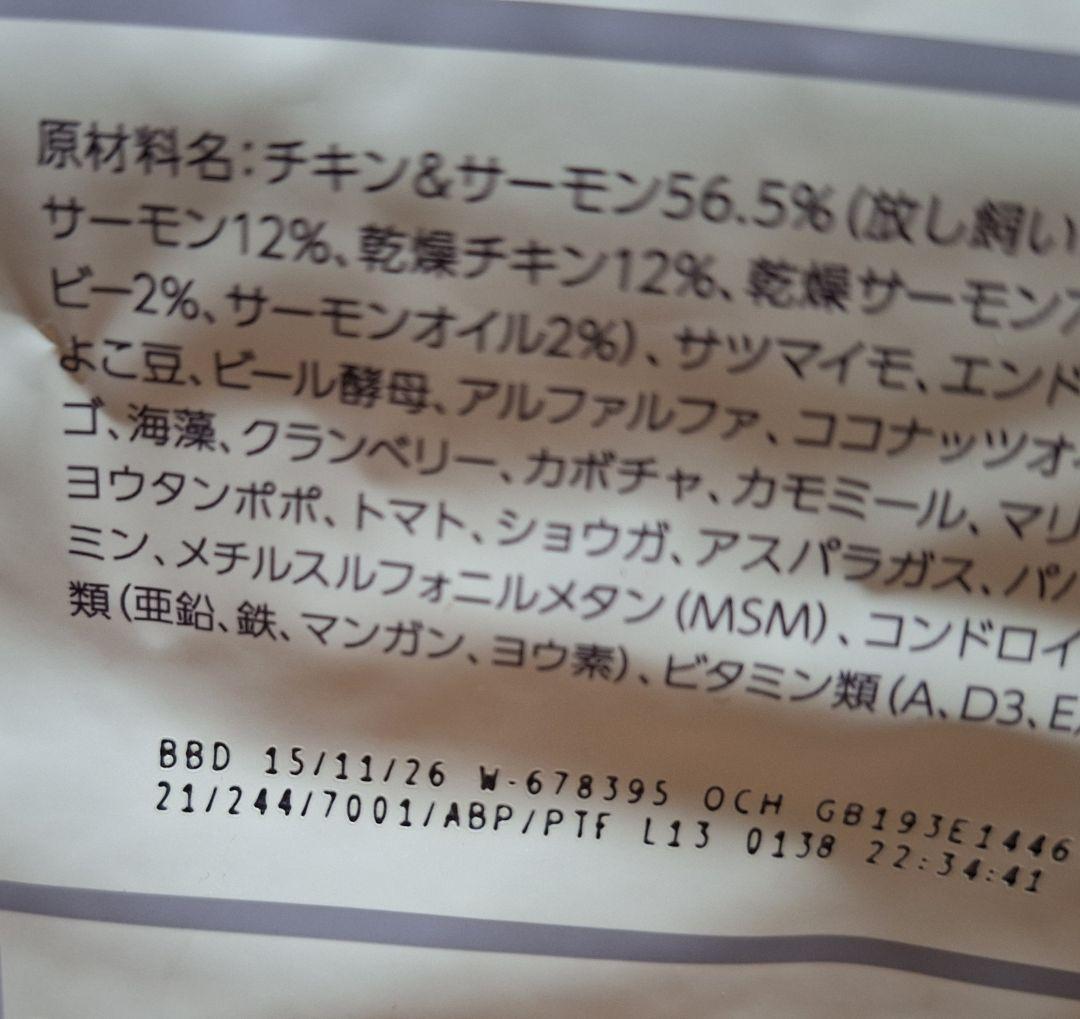 原材料名:チキン&サーモン56.5%(放し飼い
サーモン12%、乾燥チキン12%、乾燥サーモン
ビー2%、サーモンオイル2%)、サツマイモ、エンド
よこ豆、ビール酵母、アルファルファ、ココナッツオ
ゴ、海藻、クランベリー、カボチャ、カモミール、マリ
ヨウタンポポ、トマト、ショウガ、アスパラガス、パパ
ミン、メチルスルフォニルメタン(MSM)、コンドロイ
類(亜鉛、鉄、マンガン、ヨウ素)、ビタミン類(A、D3、E
BBD 15/11/26 W-678395 OCH GB193E1446
21/244/7001/ABP/PTF L13 0138 22:34:41